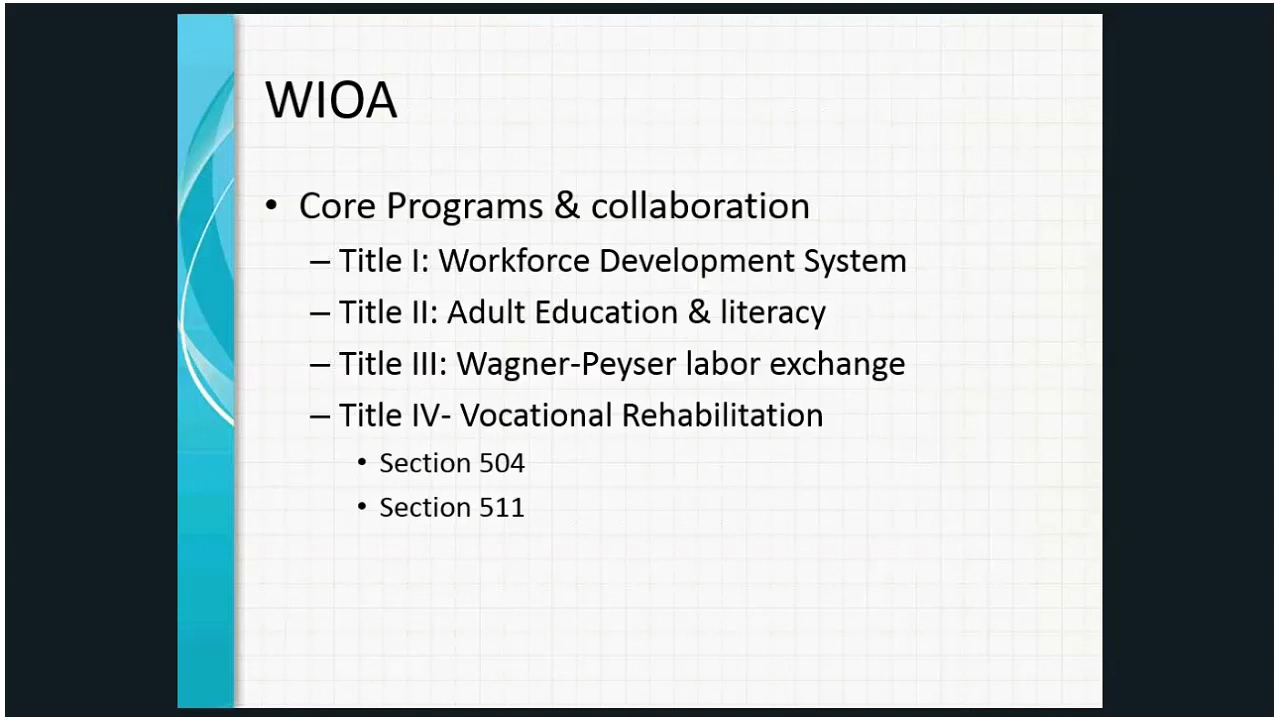 WIOA
• Core Programs & collaboration
– Title I: Workforce Development System
– Title II: Adult Education & literacy
– Title III: Wagner-Peyser labor exchange
– Title IV- Vocational Rehabilitation
• Section 504
• Section 511